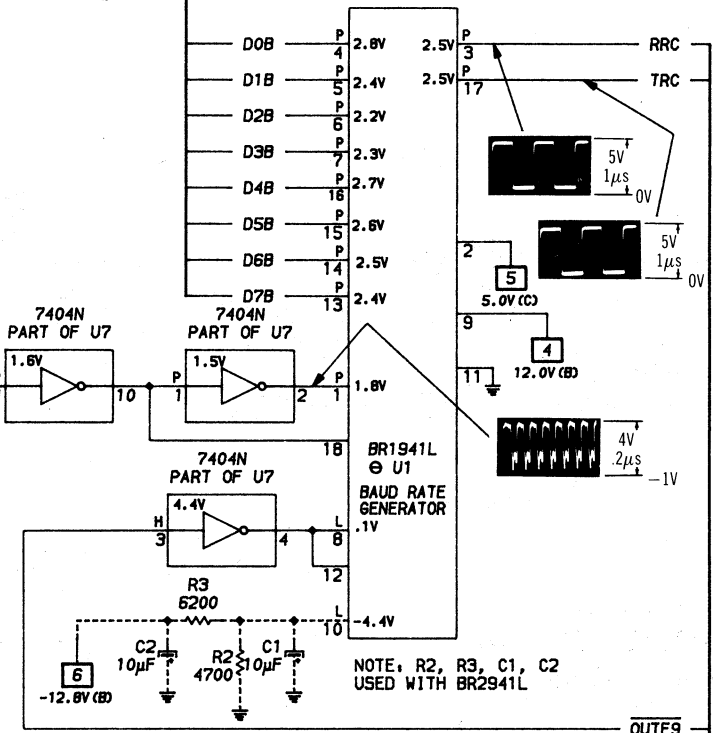 D0B P 4 2.8V 2.5V P 3 RRC
D1B P 5 2.4V 2.5V P 17 TRC
D2B P 6 2.2V
D3B P 7 2.3V
D4B P 16 2.7V
D5B P 15 2.6V
D6B P 14 2.5V
D7B P 13 2.4V
5V
1μs
0V
5V
1μs
0V
2
5
5.0V(C)
9
4
12.0V(B)
11
7404N
PART OF U7
1.6V
10
7404N
PART OF U7
P 1 1.5V 2
P 1 1.8V
18
BR1941L
⊖ U1
BAUD RATE
GENERATOR
4V
.2μs
−1V
7404N
PART OF U7
H 3 4.4V 4
L 8 .1V
12
R3
6200
L 10 -4.4V
C2
10μF
R2
4700
C1
10μF
6
-12.8V(B)
NOTE: R2, R3, C1, C2
USED WITH BR2941L
OUTF9